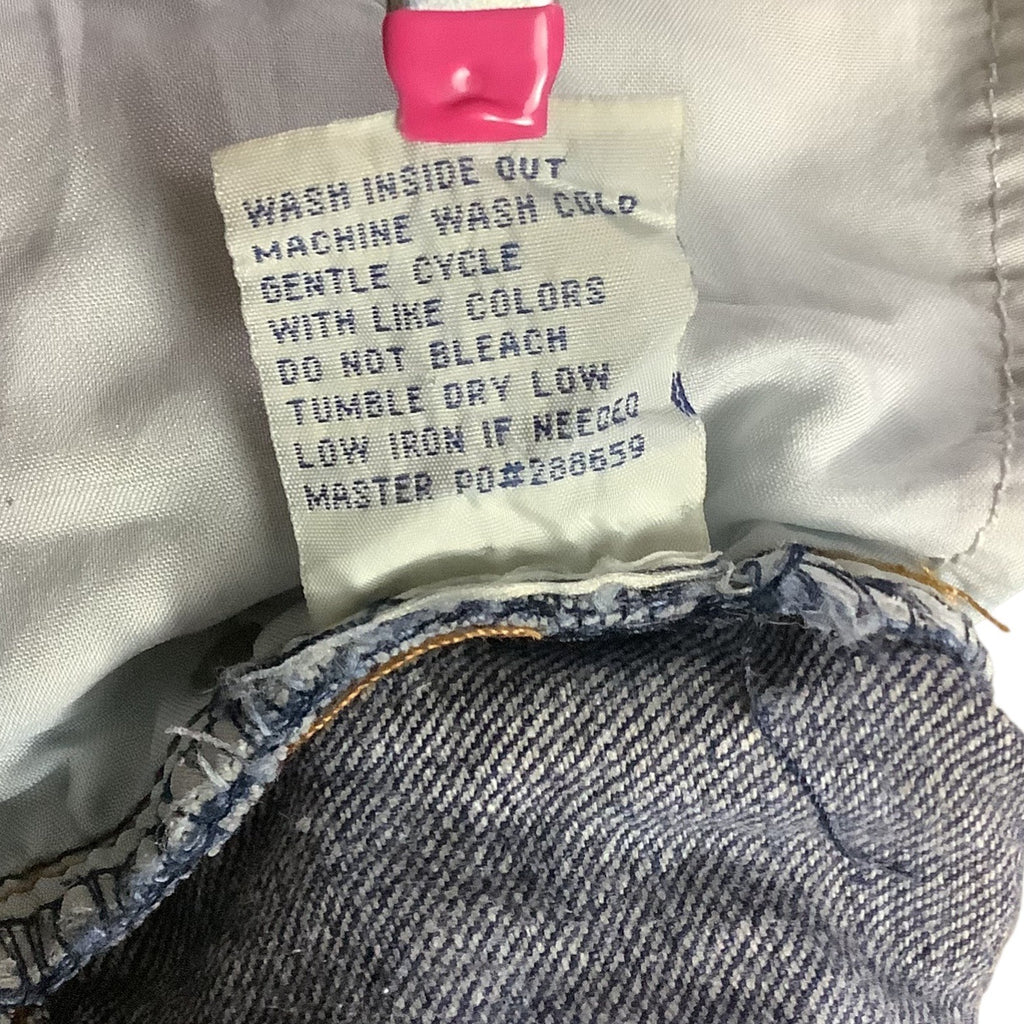 WASH INSIDE OUT
MACHINE WASH COLD
GENTLE CYCLE
WITH LIKE COLORS
DO NOT BLEACH
TUMBLE DRY LOW
LOW IRON IF NEEDED
MASTER PO#288659